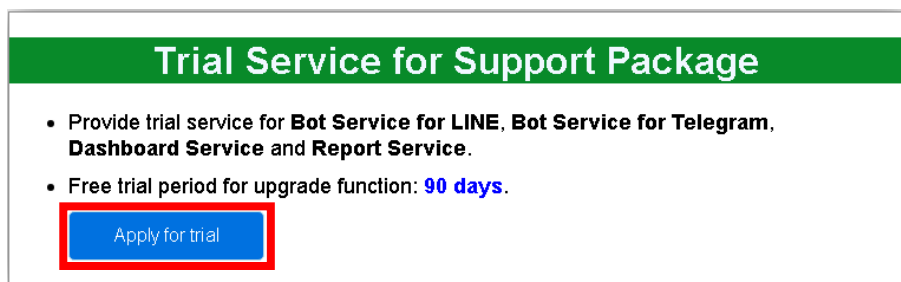 Trial Service for Support Package
Provide trial service for Bot Service for LINE, Bot Service for Telegram,
Dashboard Service and Report Service.
Free trial period for upgrade function: 90 days.
Apply for trial